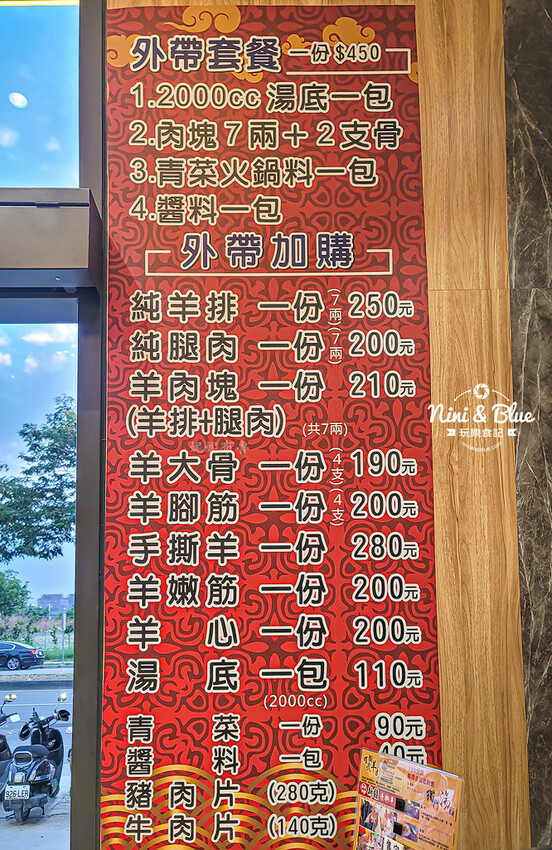 外帶套餐 一份$450
1.2000cc湯底一包
2.肉塊7兩＋2支骨
3.青菜火鍋料一包
4.醬料一包
外帶加購
純羊排 一份(7兩) 250元
純腿肉 一份(7兩) 200元
羊肉塊 一份 210元
(羊排+腿肉) (共7兩)
羊大骨 一份(4支) 190元
羊腳筋 一份(4支) 200元
手撕羊 一份 280元
羊嫩筋 一份 200元
羊心 一份 200元
湯底 一包 110元
(2000cc)
青菜 一份 90元
醬料 一包
豬肉片 (280克)
牛肉片 (140克)
Nini & Blue
玩樂食記
926 LER